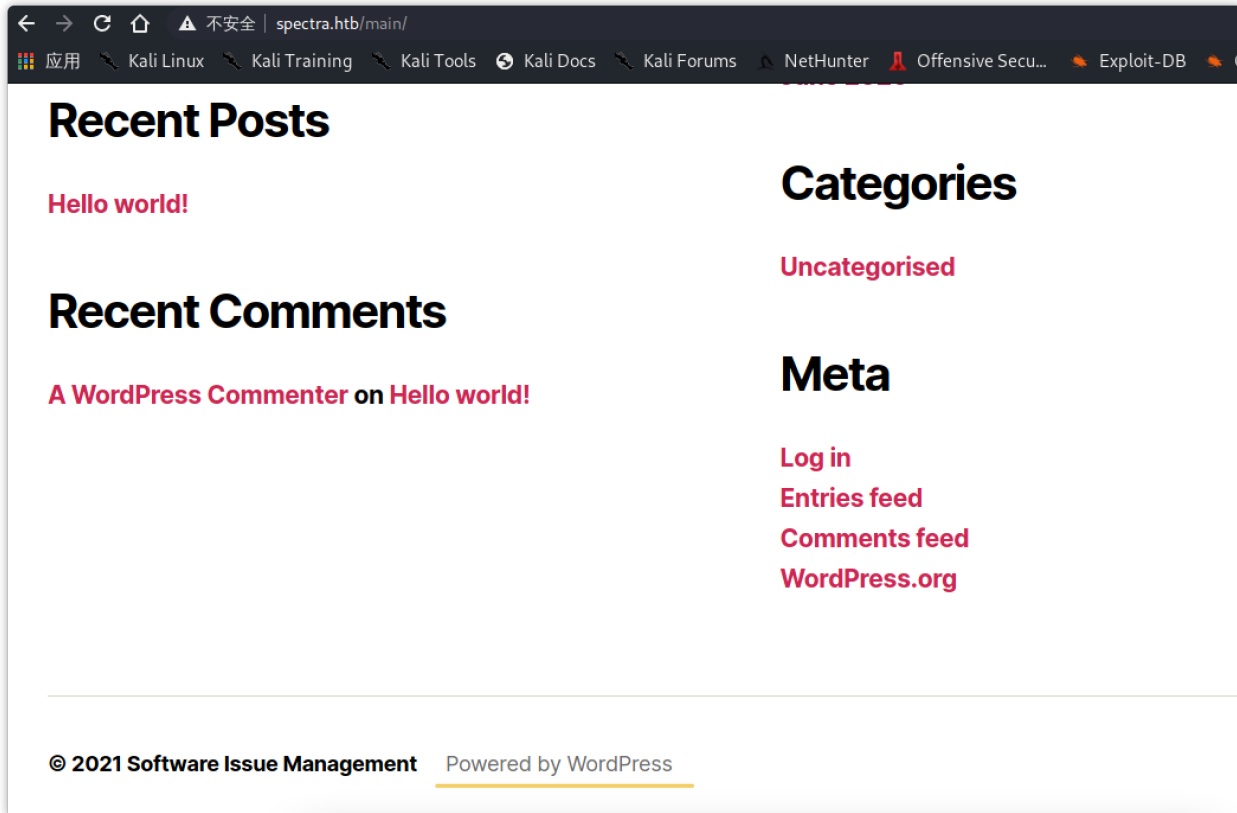 不安全 | spectra.htb/main/
应用 Kali Linux Kali Training Kali Tools Kali Docs Kali Forums NetHunter Offensive Secu... Exploit-DB
Recent Posts
Hello world!
Recent Comments
A WordPress Commenter on Hello world!
Categories
Uncategorised
Meta
Log in
Entries feed
Comments feed
WordPress.org
© 2021 Software Issue Management Powered by WordPress